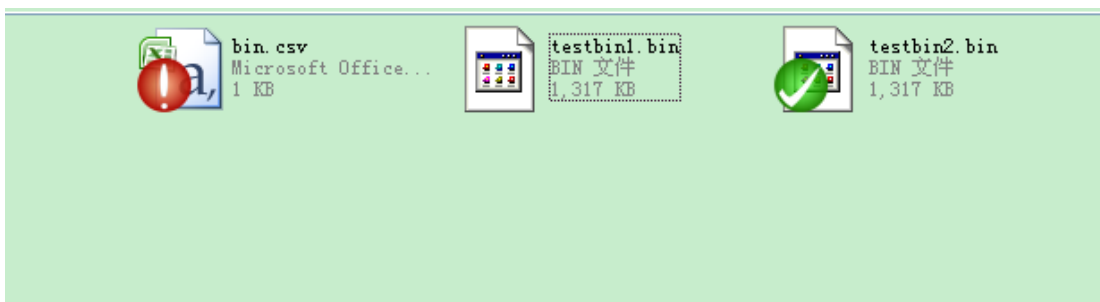 bin.csv
Microsoft Office...
1 KB
testbin1.bin
BIN 文件
1,317 KB
testbin2.bin
BIN 文件
1,317 KB